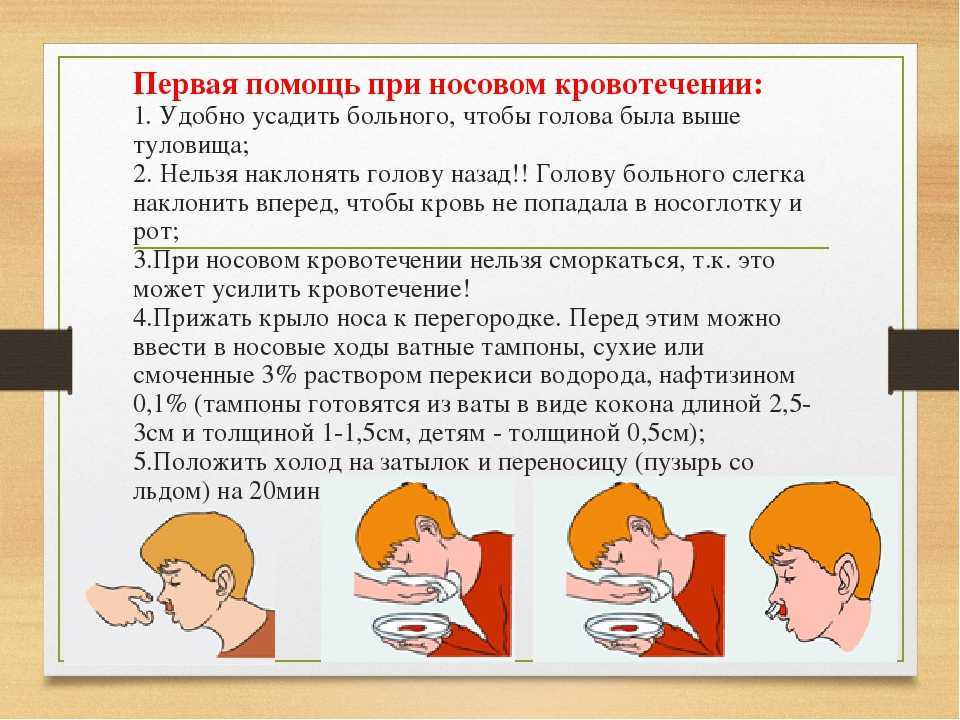 Первая помощь при носовом кровотечении:
1. Удобно усадить больного, чтобы голова была выше
туловища;
2. Нельзя наклонять голову назад!! Голову больного слегка
наклонить вперед, чтобы кровь не попадала в носоглотку и
рот;
3.При носовом кровотечении нельзя сморкаться, т.к. это
может усилить кровотечение!
4.Прижать крыло носа к перегородке. Перед этим можно
ввести в носовые ходы ватные тампоны, сухие или
смоченные 3% раствором перекиси водорода, нафтизином
0,1% (тампоны готовятся из ваты в виде кокона длиной 2,5-
3см и толщиной 1-1,5см, детям - толщиной 0,5см);
5.Положить холод на затылок и переносицу (пузырь со
льдом) на 20мин